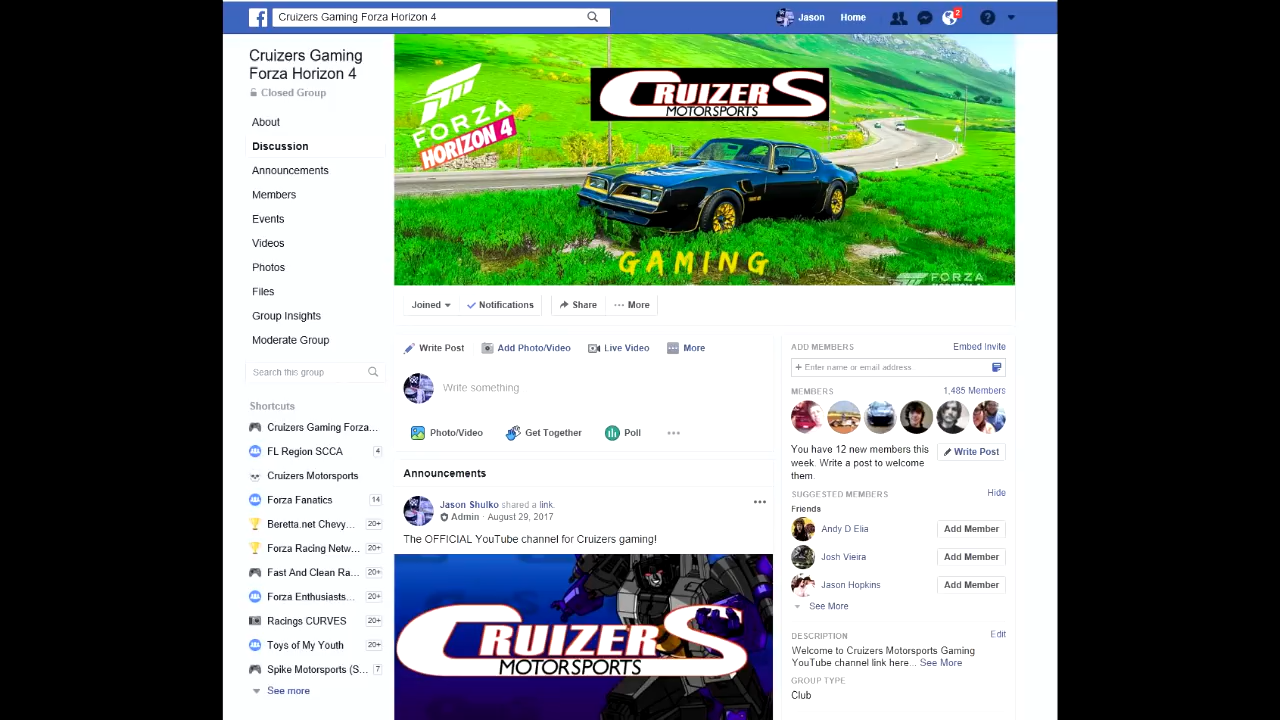 Cruizers Gaming Forza Horizon 4
Jason
Home
2
Cruizers Gaming
Forza Horizon 4
Closed Group
About
Discussion
Announcements
Members
Events
Videos
Photos
Files
Group Insights
Moderate Group
Search this group
Shortcuts
Cruizers Gaming Forza...
FL Region SCCA 4
Cruizers Motorsports
Forza Fanatics 14
Beretta.net Chevy... 20+
Forza Racing Netw... 20+
Fast And Clean Ra... 20+
Forza Enthusiasts... 20+
Racings CURVES 20+
Toys of My Youth 20+
Spike Motorsports (S... 7
See more
FORZA
HORIZON 4
CRUIZERS
MOTORSPORTS
GAMING
FORZA
Joined
Notifications
Share
More
Write Post
Add Photo/Video
Live Video
More
Write something
Photo/Video
Get Together
Poll
Announcements
Jason Shulko shared a link.
Admin · August 29, 2017
The OFFICIAL YouTube channel for Cruizers gaming!
CRUIZERS
MOTORSPORTS
ADD MEMBERS
Embed Invite
+ Enter name or email address
MEMBERS
1,485 Members
You have 12 new members this
week. Write a post to welcome
them.
Write Post
SUGGESTED MEMBERS
Hide
Friends
Andy D Elia
Add Member
Josh Vieira
Add Member
Jason Hopkins
Add Member
See More
DESCRIPTION
Edit
Welcome to Cruizers Motorsports Gaming
YouTube channel link here... See More
GROUP TYPE
Club